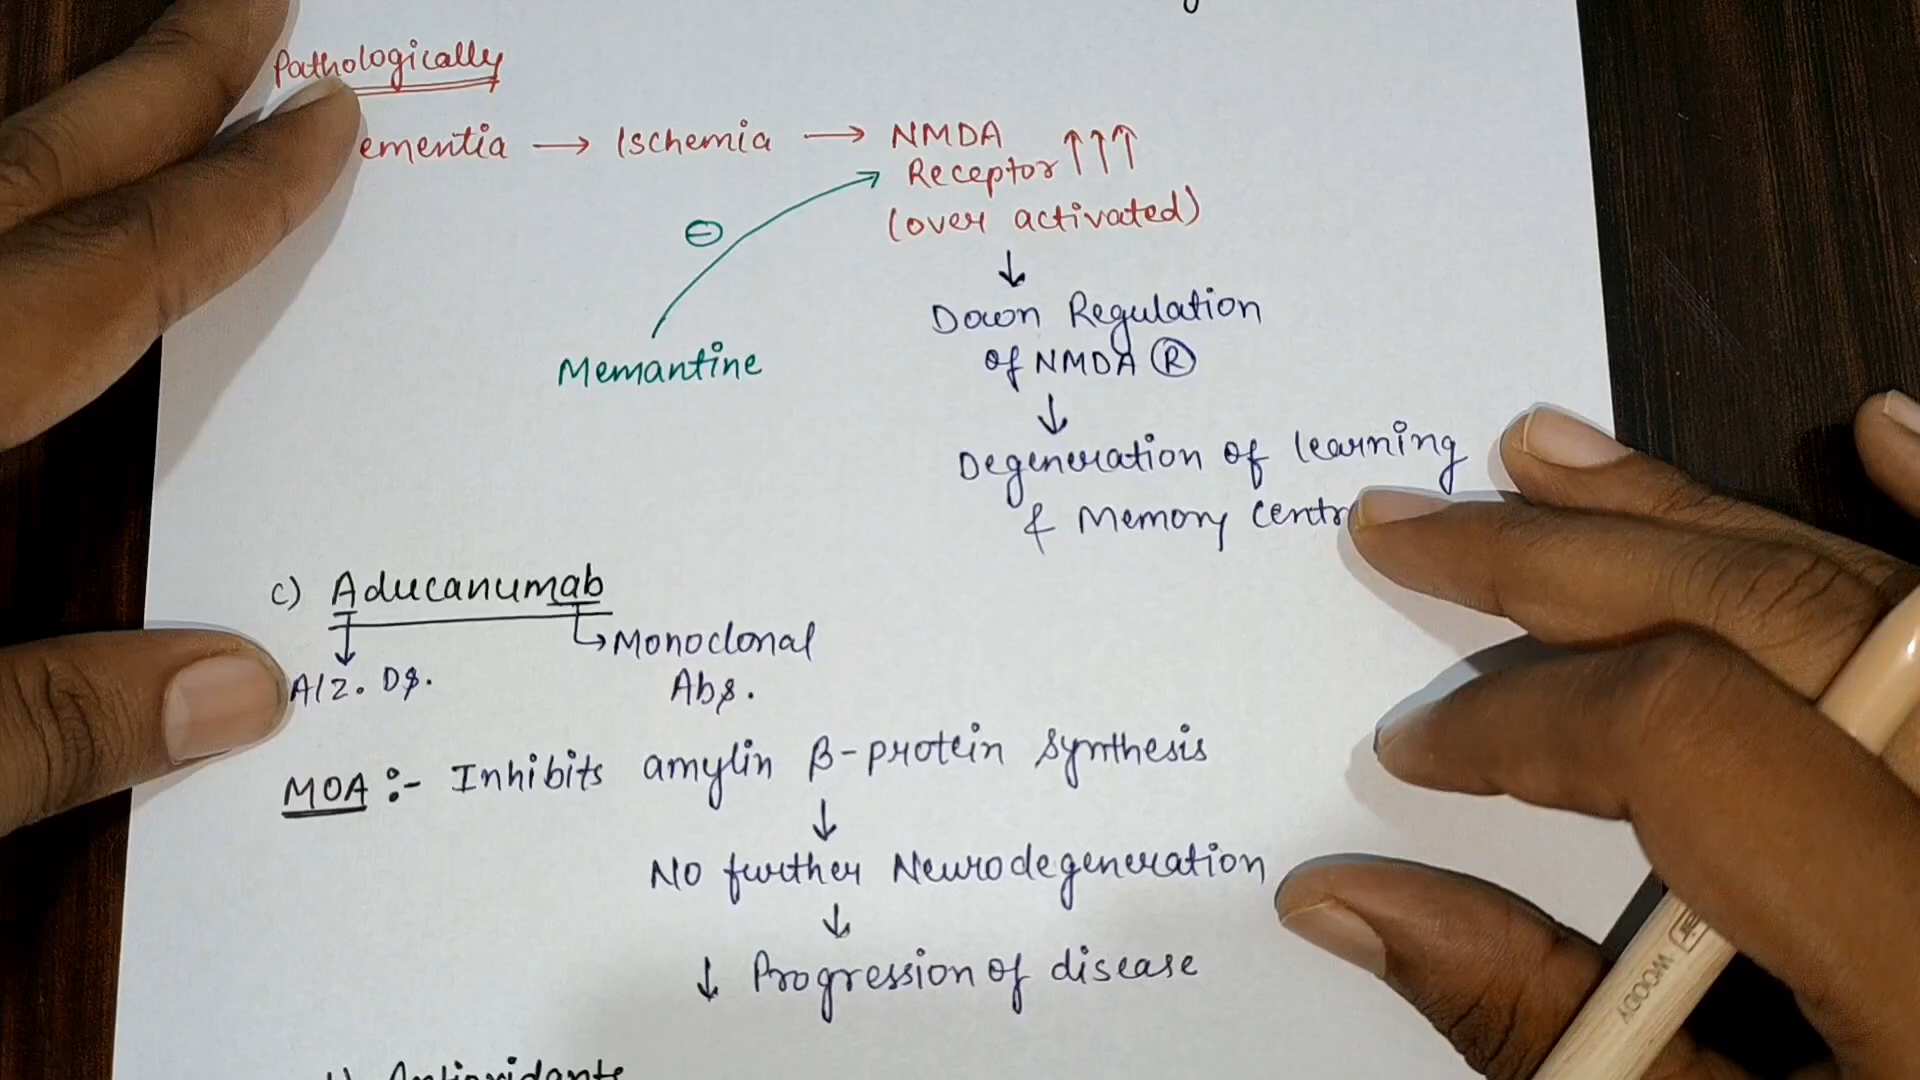 Pathologically
ementia → Ischemia → NMDA
Receptor ↑↑↑
(over activated)
⊖
↓
Down Regulation
Memantine
of NMDA Ⓡ
↓
Degeneration of learning
& Memory centr
c) Aducanumab
↓ ↳ Monoclonal
Alz. Ds.
Abs.
MOA :- Inhibits amylin β-protein synthesis
↓
No further Neurodegeneration
↓
↓ Progression of disease
Antioxidants
WOODY